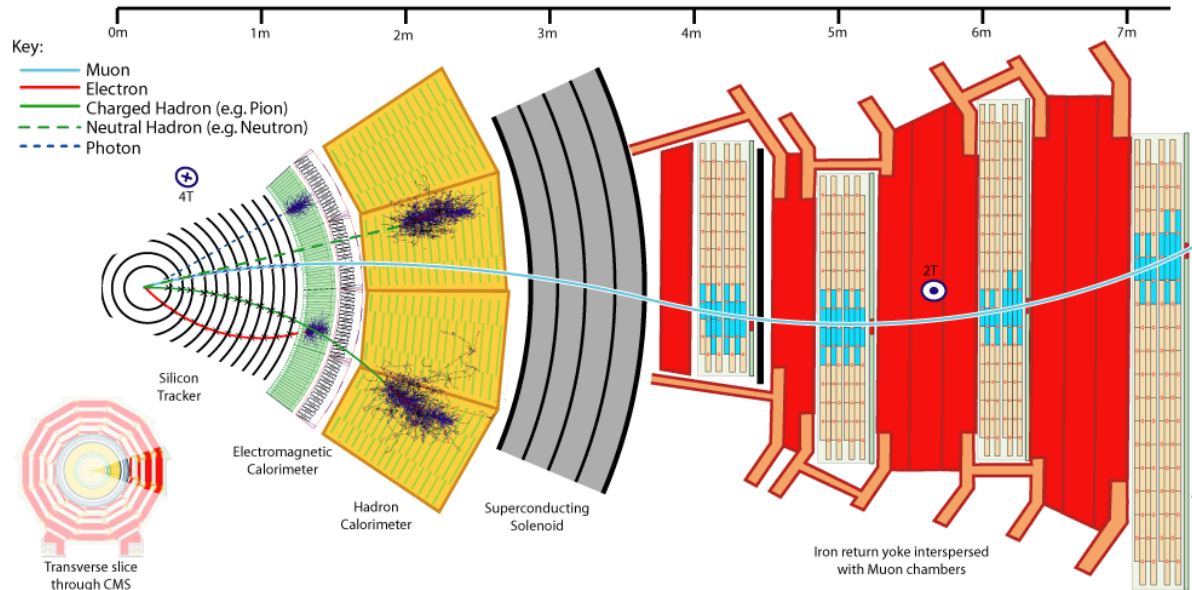 0m 1m 2m 3m 4m 5m 6m 7m
Key:
Muon
Electron
Charged Hadron (e.g. Pion)
Neutral Hadron (e.g. Neutron)
Photon
4T
2T
Silicon
Tracker
Electromagnetic
Calorimeter
Hadron
Calorimeter
Superconducting
Solenoid
Iron return yoke interspersed
with Muon chambers
Transverse slice
through CMS